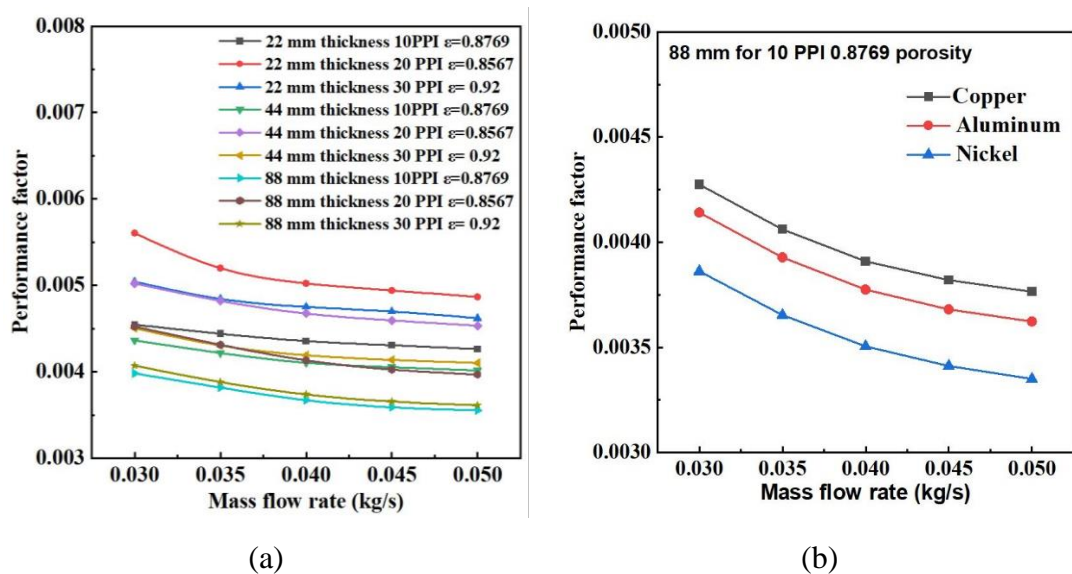 0.008
0.007
0.006
0.005
0.004
0.003
Performance factor
22 mm thickness 10PPI ε=0.8769
22 mm thickness 20 PPI ε=0.8567
22 mm thickness 30 PPI ε= 0.92
44 mm thickness 10PPI ε=0.8769
44 mm thickness 20 PPI ε=0.8567
44 mm thickness 30 PPI ε= 0.92
88 mm thickness 10PPI ε=0.8769
88 mm thickness 20 PPI ε=0.8567
88 mm thickness 30 PPI ε= 0.92
0.030 0.035 0.040 0.045 0.050
Mass flow rate (kg/s)
(a)
0.0050
0.0045
0.0040
0.0035
0.0030
Performance factor
88 mm for 10 PPI 0.8769 porosity
Copper
Aluminum
Nickel
0.030 0.035 0.040 0.045 0.050
Mass flow rate (kg/s)
(b)